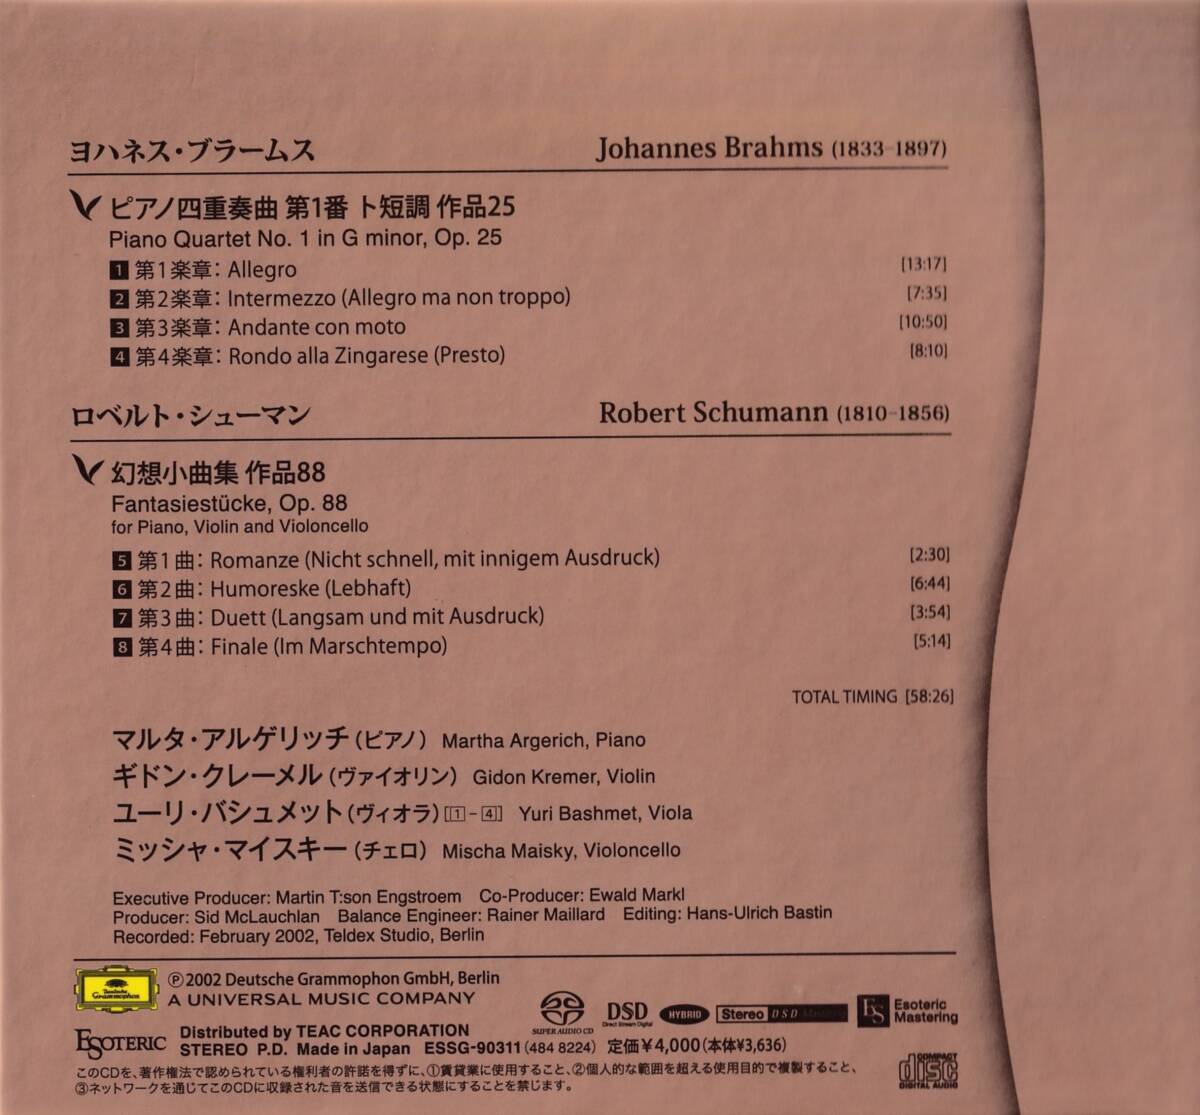 ヨハネス・ブラームス Johannes Brahms (1833-1897)
ピアノ四重奏曲 第1番 ト短調 作品25
Piano Quartet No. 1 in G minor, Op. 25
1 第1楽章: Allegro [13:17]
2 第2楽章: Intermezzo (Allegro ma non troppo) [7:35]
3 第3楽章: Andante con moto [10:50]
4 第4楽章: Rondo alla Zingarese (Presto) [8:10]
ロベルト・シューマン Robert Schumann (1810-1856)
幻想小曲集 作品88
Fantasiestücke, Op. 88
for Piano, Violin and Violoncello
5 第1曲: Romanze (Nicht schnell, mit innigem Ausdruck) [2:30]
6 第2曲: Humoreske (Lebhaft) [6:44]
7 第3曲: Duett (Langsam und mit Ausdruck) [3:54]
8 第4曲: Finale (Im Marschtempo) [5:14]
TOTAL TIMING [58:26]
マルタ・アルゲリッチ(ピアノ) Martha Argerich, Piano
ギドン・クレーメル(ヴァイオリン) Gidon Kremer, Violin
ユーリ・バシュメット(ヴィオラ)[1-4] Yuri Bashmet, Viola
ミッシャ・マイスキー(チェロ) Mischa Maisky, Violoncello
Executive Producer: Martin T:son Engstroem Co-Producer: Ewald Markl
Producer: Sid McLauchlan Balance Engineer: Rainer Maillard Editing: Hans-Ulrich Bastin
Recorded: February 2002, Teldex Studio, Berlin
Deutsche Grammophon
℗2002 Deutsche Grammophon GmbH, Berlin
A UNIVERSAL MUSIC COMPANY
SUPER AUDIO CD
DSD
Direct Stream Digital
HYBRID
Stereo DSD Mastering
ES
Esoteric Mastering
ESOTERIC
Distributed by TEAC CORPORATION
STEREO P.D. Made in Japan ESSG-90311 (484 8224) 定価¥4,000(本体¥3,636)
このCDを、著作権法で認められている権利者の許諾を得ずに、①賃貸業に使用すること、②個人的な範囲を超える使用目的で複製すること、
③ネットワークを通じてこのCDに収録された音を送信できる状態にすることを禁じます。
COMPACT disc DIGITAL AUDIO